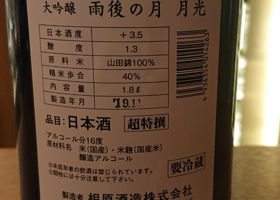 大吟醸 雨後の月 月光
日本酒度 +3.5
酸度 1.3
原料米 山田錦100%
精米歩合 40%
内容量 1.8ℓ
製造年月 '19.11
品目:日本酒 超特撰
アルコール分16度
原材料名 米(国産)・米麹(国産米)
醸造アルコール
要冷蔵
製造者 相原酒造株式会社